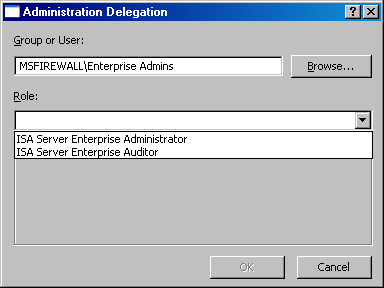 Administration Delegation
Group or User:
MSFIREWALL\Enterprise Admins
Browse...
Role:
ISA Server Enterprise Administrator
ISA Server Enterprise Auditor
OK
Cancel